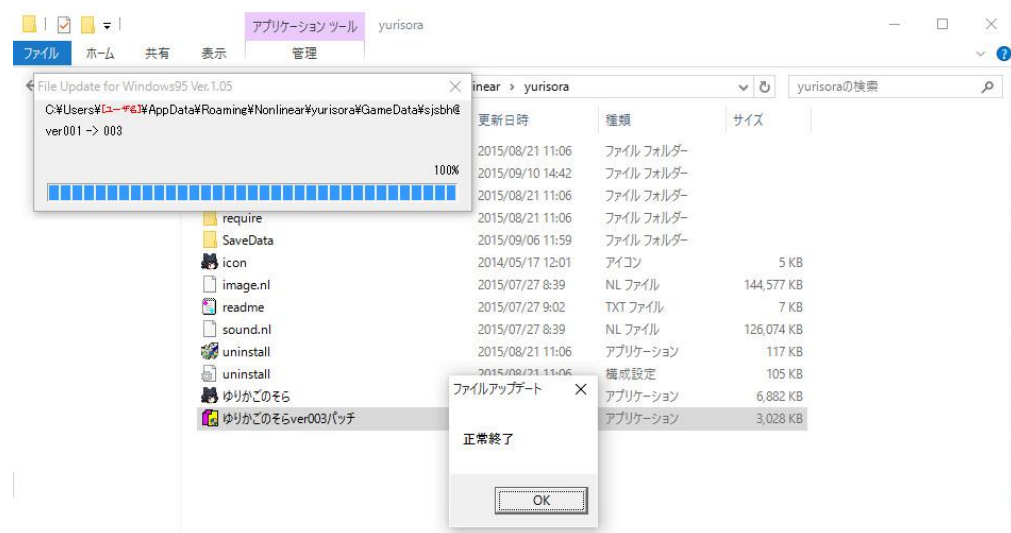 アプリケーション ツール yurisora
ファイル ホーム 共有 表示 管理
File Update for Windows95 Ver.1.05
C:¥Users¥[ユーザ名]¥AppData¥Roaming¥Nonlinear¥yurisora¥GameData¥sjsbh@
ver001 -> 003
100%
inear › yurisora yurisoraの検索
更新日時 種類 サイズ
2015/08/21 11:06 ファイル フォルダー
2015/09/10 14:42 ファイル フォルダー
2015/08/21 11:06 ファイル フォルダー
require 2015/08/21 11:06 ファイル フォルダー
SaveData 2015/09/06 11:59 ファイル フォルダー
icon 2014/05/17 12:01 アイコン 5 KB
image.nl 2015/07/27 8:39 NL ファイル 144,577 KB
readme 2015/07/27 9:02 TXT ファイル 7 KB
sound.nl 2015/07/27 8:39 NL ファイル 126,074 KB
uninstall 2015/08/21 11:06 アプリケーション 117 KB
uninstall 2015/08/21 11:06 構成設定 105 KB
ゆりかごのそら アプリケーション 6,882 KB
ゆりかごのそらver003パッチ アプリケーション 3,028 KB
ファイルアップデート
正常終了
OK